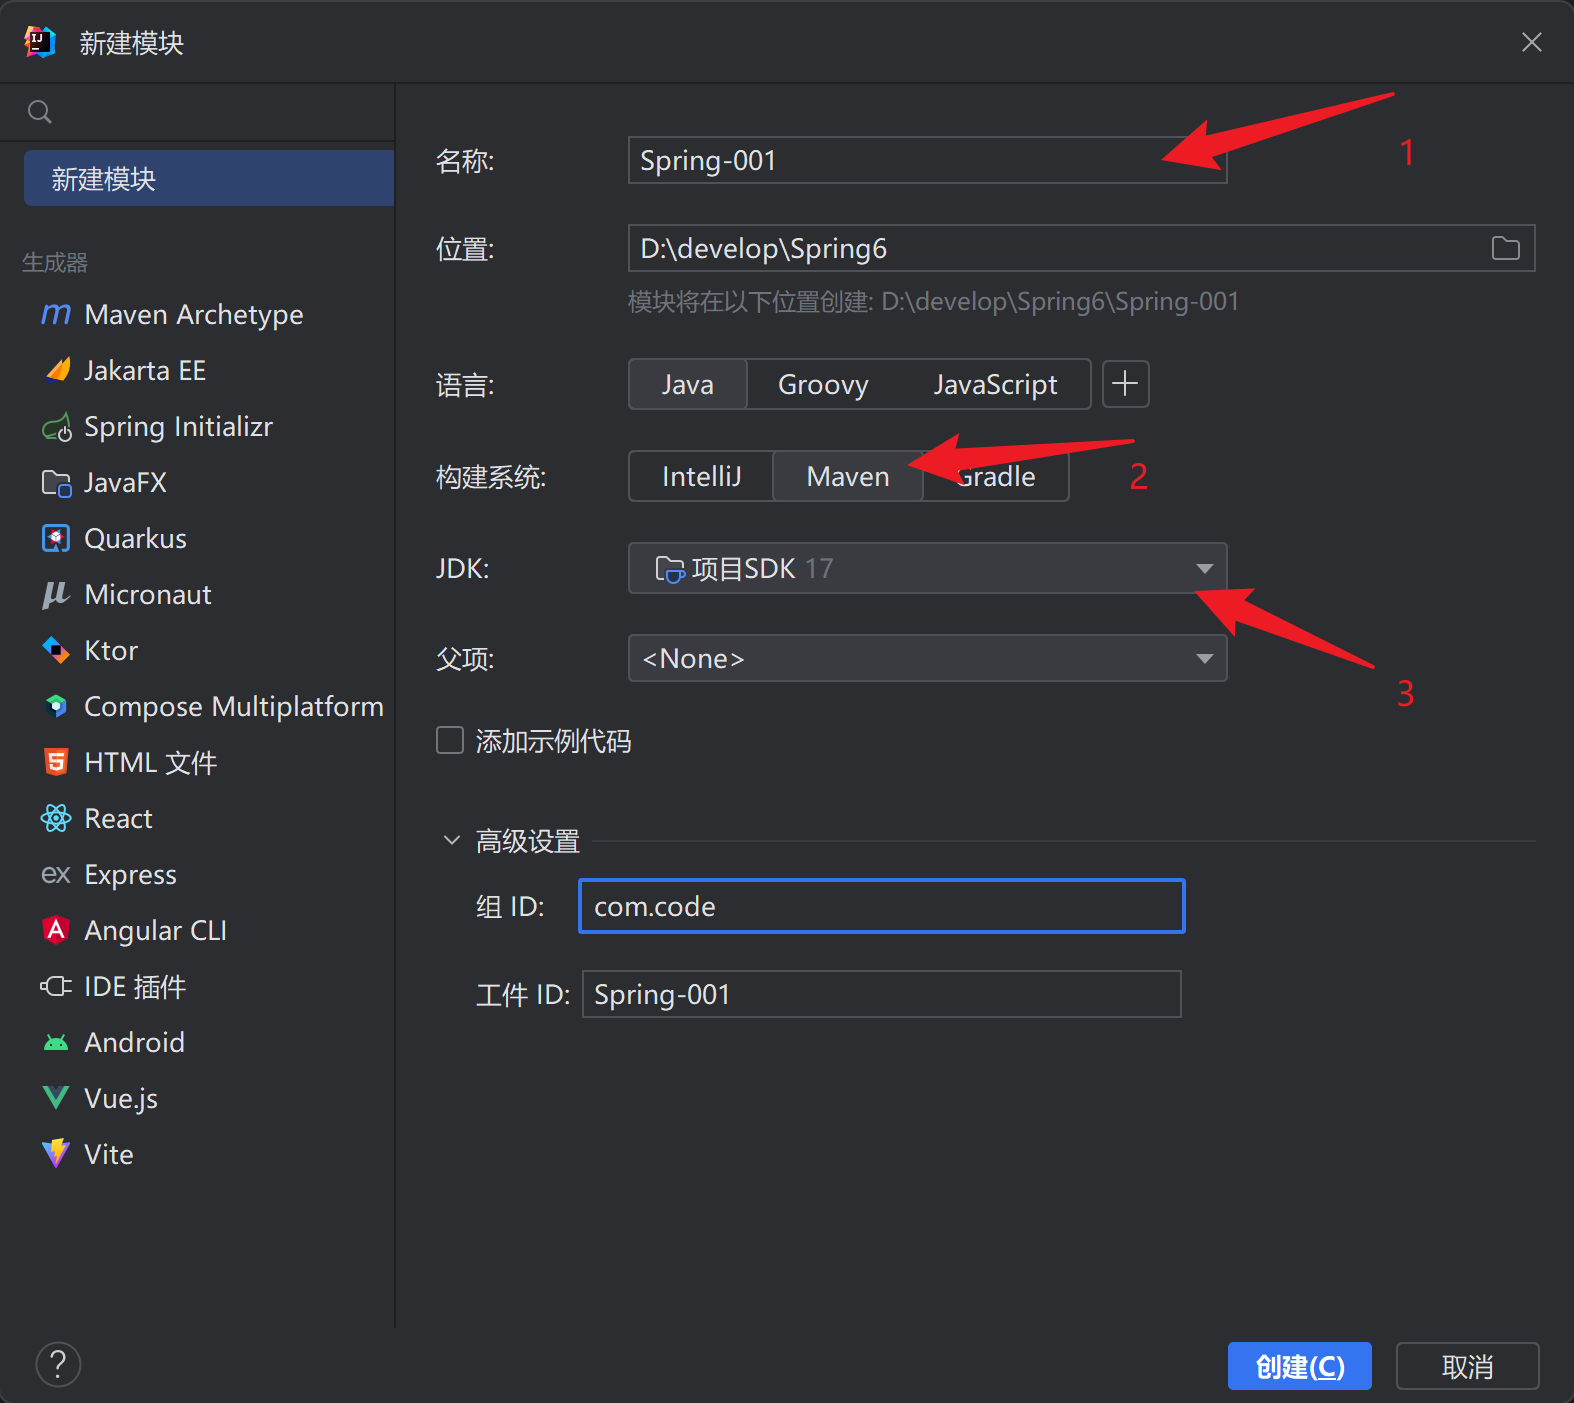 新建模块
新建模块
生成器
Maven Archetype
Jakarta EE
Spring Initializr
JavaFX
Quarkus
Micronaut
Ktor
Compose Multiplatform
HTML 文件
React
Express
Angular CLI
IDE 插件
Android
Vue.js
Vite
名称: Spring-001 1
位置: D:\develop\Spring6
模块将在以下位置创建: D:\develop\Spring6\Spring-001
语言: Java Groovy JavaScript
构建系统: IntelliJ Maven Gradle 2
JDK: 项目SDK 17
父项: <None> 3
添加示例代码
高级设置
组 ID: com.code
工件 ID: Spring-001
? 创建(C) 取消